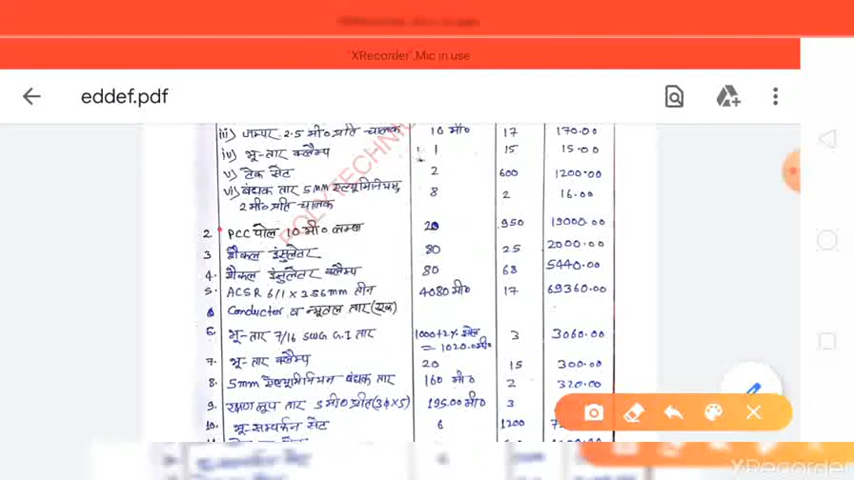 "XRecorder",Mic in use
eddef.pdf
iii) जम्पर 2.5 मी० प्रति चालक 10 मी० 17 170.00
iv) भू-तार क्लैम्प 1 15 15.00
v) टेक सेट 2 600 1200.00
vi) बंधक तार 5mm एल्यूमिनियम, 8 2 16.00
2 मी० प्रति चालक
2 PCC पोल 10 मी० लम्बा 20 950 19000.00
3 शैकल इंसुलेटर 80 25 2000.00
4. शैकल इंसुलेटर क्लैम्प 80 68 5440.00
5. ACSR 6/1 X 2.36mm तीन 4080 मी० 17 69360.00
Conductor व न्यूट्रल तार (एक)
6. भू-तार 7/16 SWG G.I तार 1000+2% 3 3060.00
= 1020.0मी०
7. भू-तार क्लैम्प 20 15 300.00
8. 5mm एल्यूमिनियम बंधक तार 160 मी० 2 320.00
9. रक्षण लूप तार 5 मी० प्रति 195.00 मी० 3
10. भू-सम्पर्कन सेट 6 1200
POLYTECHNIC
XRecorder